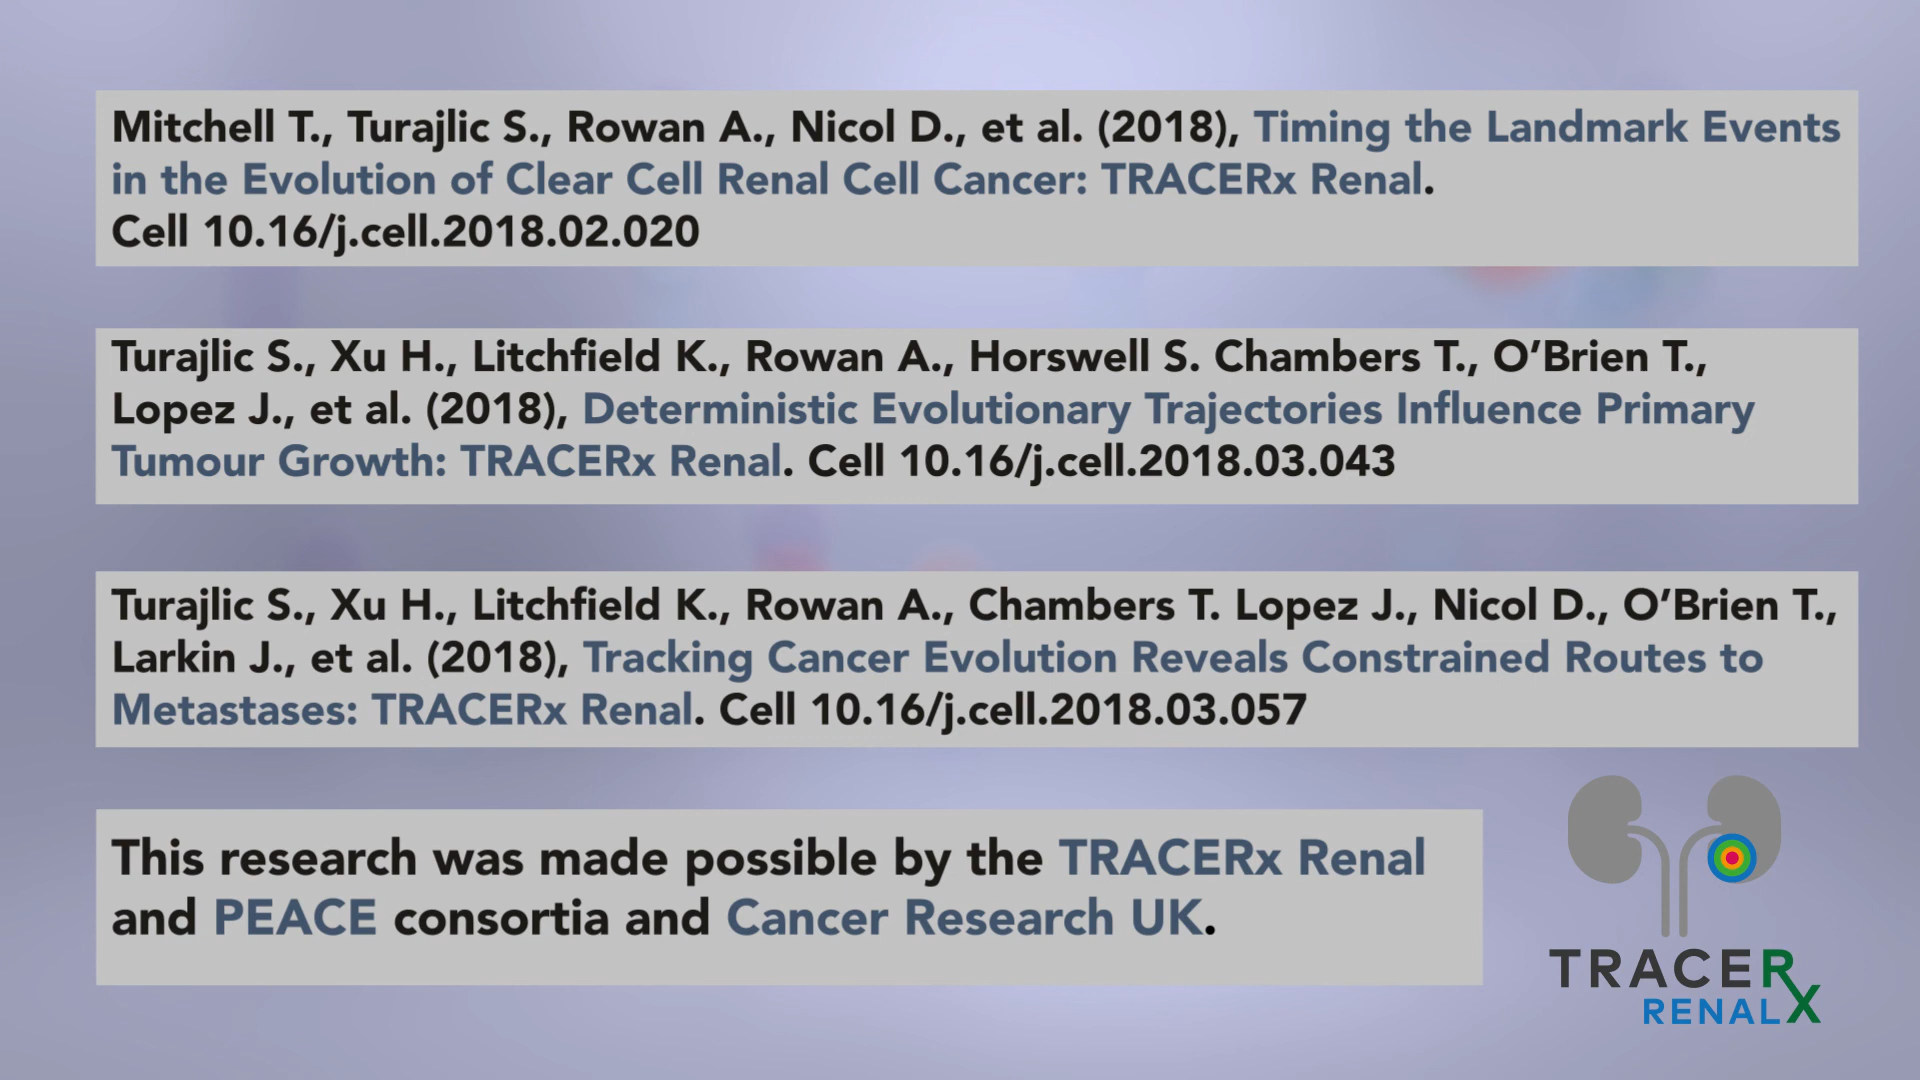 Mitchell T., Turajlic S., Rowan A., Nicol D., et al. (2018), Timing the Landmark Events
in the Evolution of Clear Cell Renal Cell Cancer: TRACERx Renal.
Cell 10.16/j.cell.2018.02.020
Turajlic S., Xu H., Litchfield K., Rowan A., Horswell S. Chambers T., O’Brien T.,
Lopez J., et al. (2018), Deterministic Evolutionary Trajectories Influence Primary
Tumour Growth: TRACERx Renal. Cell 10.16/j.cell.2018.03.043
Turajlic S., Xu H., Litchfield K., Rowan A., Chambers T. Lopez J., Nicol D., O’Brien T.,
Larkin J., et al. (2018), Tracking Cancer Evolution Reveals Constrained Routes to
Metastases: TRACERx Renal. Cell 10.16/j.cell.2018.03.057
This research was made possible by the TRACERx Renal
and PEACE consortia and Cancer Research UK.
TRACERx
RENAL